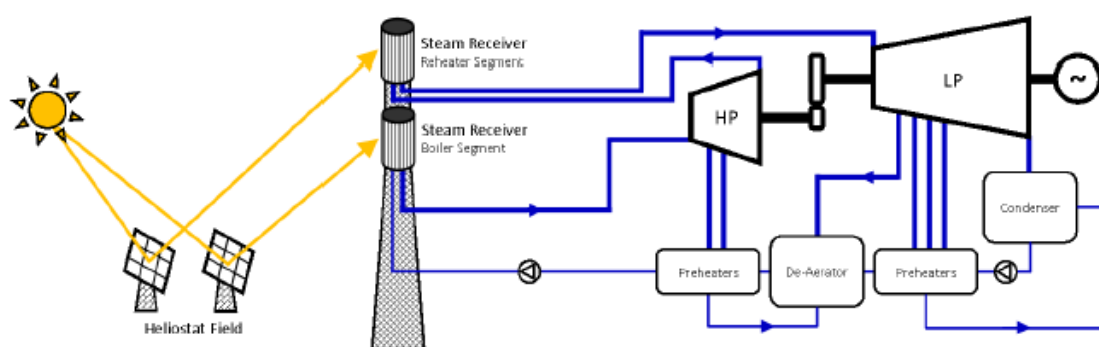 Steam Receiver
Reheater Segment
Steam Receiver
Boiler Segment
HP
LP
~
Condenser
Preheaters
De-Aerator
Preheaters
Heliostat Field